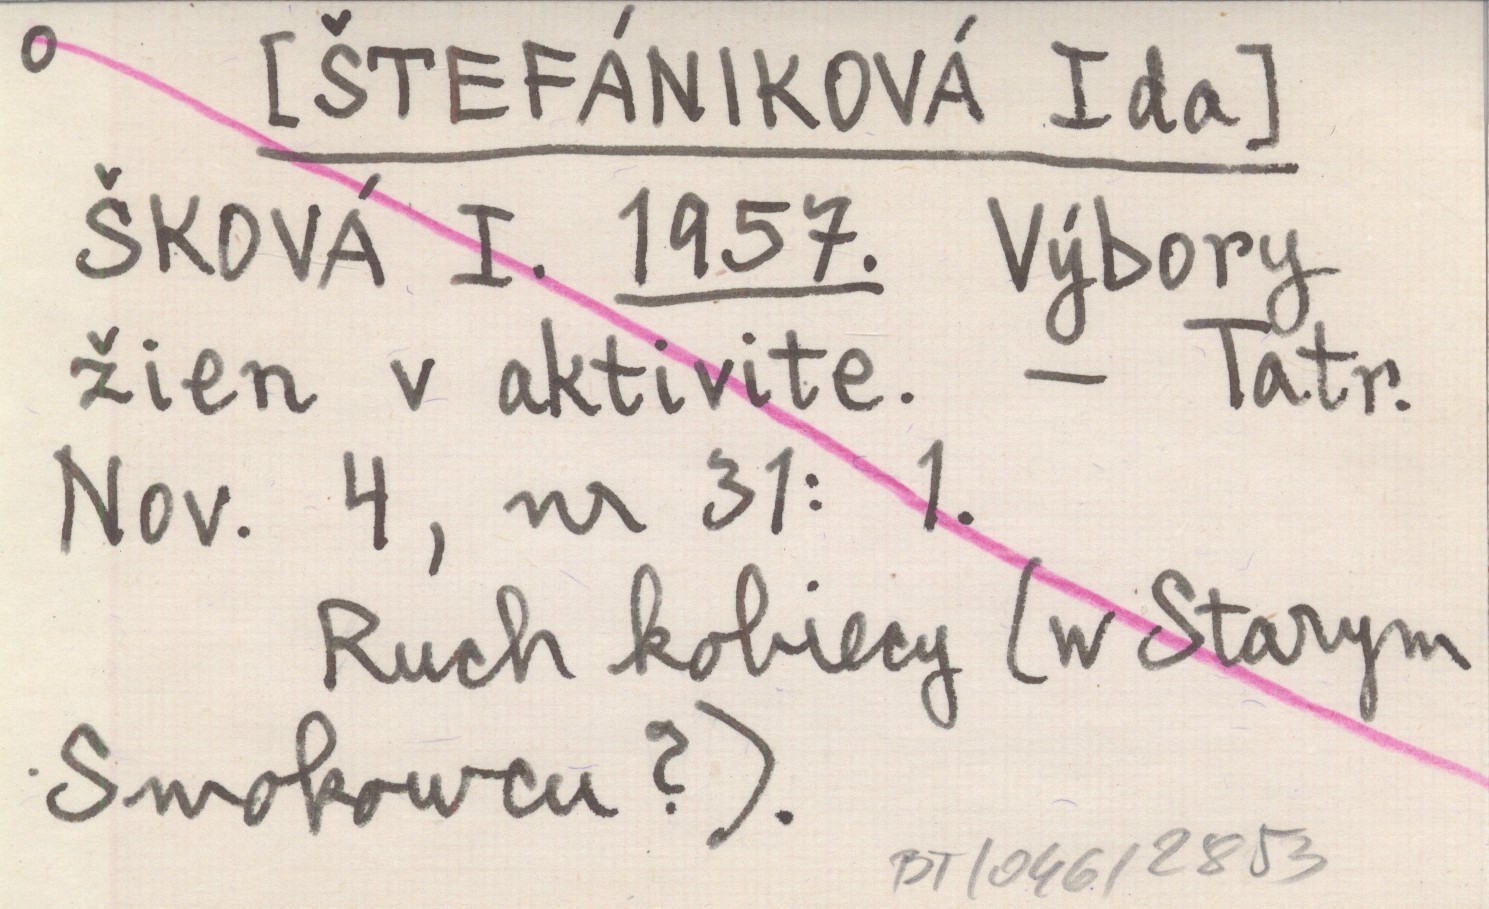 o [ŠTEFÁNIKOVÁ Ida]
ŠKOVÁ I. 1957. Výbory
žien v aktivite. — Tatr.
Nov. 4, nr 31: 1.
Ruch kobiecy (w Starym
Smokowcu?).
BT/046/2853